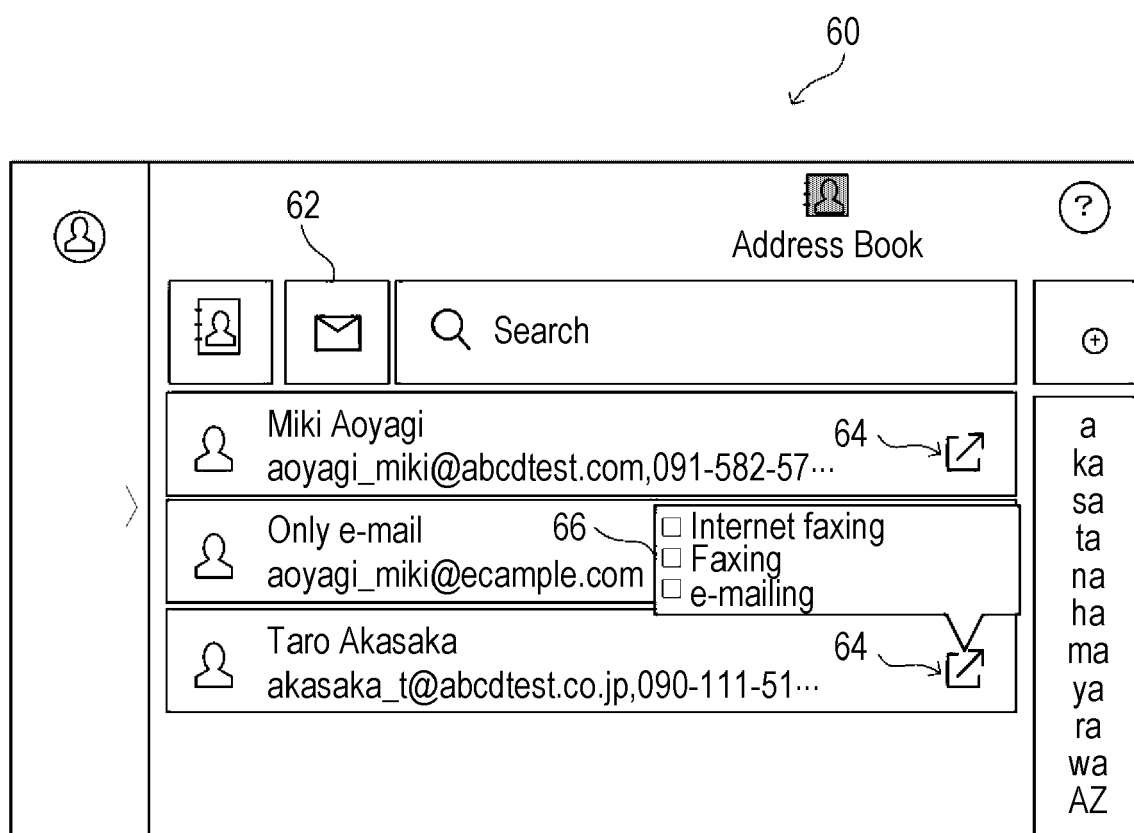 60
62
?
Address Book
Search
Miki Aoyagi
64
aoyagi_miki@abcdtest.com,091-582-57···
Only e-mail
66
aoyagi_miki@ecample.com
Internet faxing
Faxing
e-mailing
Taro Akasaka
64
akasaka_t@abcdtest.co.jp,090-111-51···
a
ka
sa
ta
na
ha
ma
ya
ra
wa
AZ